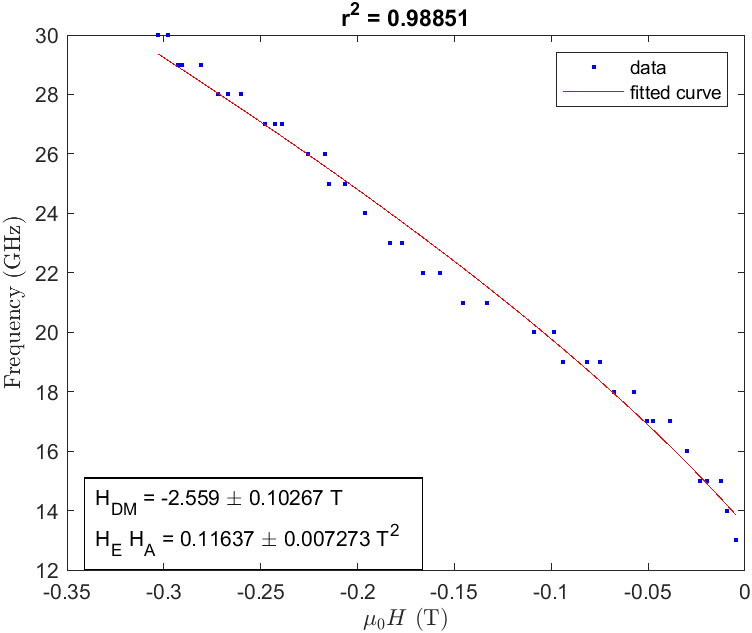 r² = 0.98851
30
28
26
24
22
20
18
16
14
12
Frequency (GHz)
data
fitted curve
H_DM = -2.559 ± 0.10267 T
H_E H_A = 0.11637 ± 0.007273 T²
-0.35 -0.3 -0.25 -0.2 -0.15 -0.1 -0.05 0
μ₀H (T)